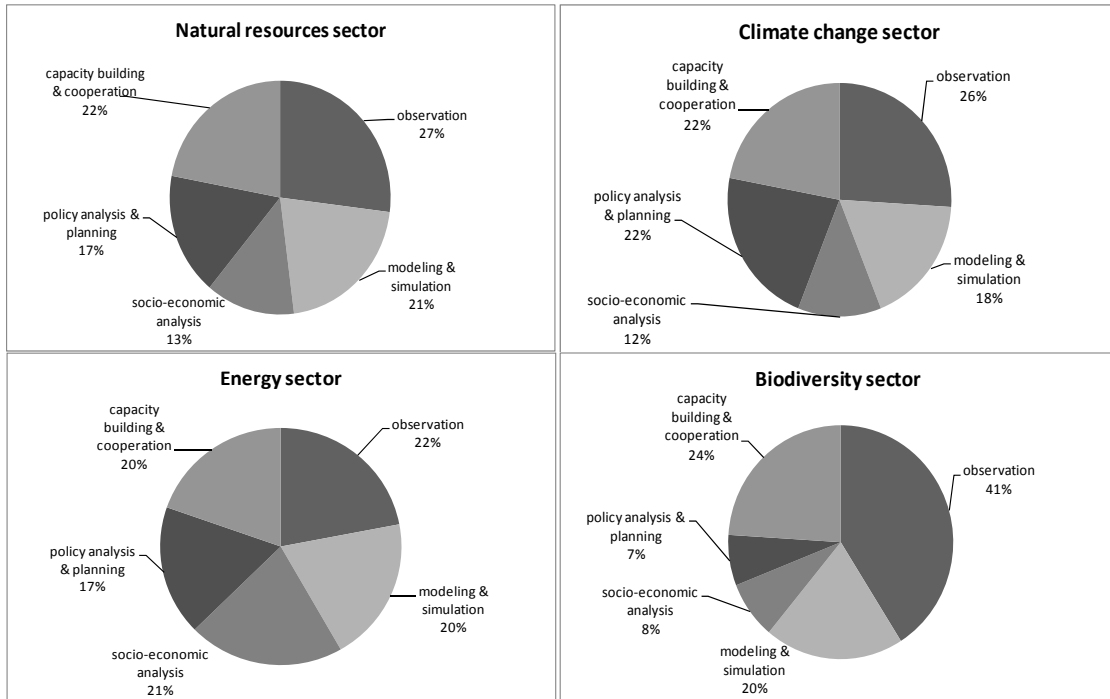 Natural resources sector
capacity building
& cooperation
22%
observation
27%
policy analysis &
planning
17%
modeling &
simulation
21%
socio-economic
analysis
13%
Climate change sector
capacity
building &
cooperation
22%
observation
26%
policy analysis
& planning
22%
modeling &
simulation
18%
socio-economic
analysis
12%
Energy sector
capacity
building &
cooperation
20%
observation
22%
policy analysis
& planning
17%
modeling &
simulation
20%
socio-economic
analysis
21%
Biodiversity sector
capacity
building &
cooperation
24%
observation
41%
policy analysis &
planning
7%
socio-economic
analysis
8%
modeling &
simulation
20%